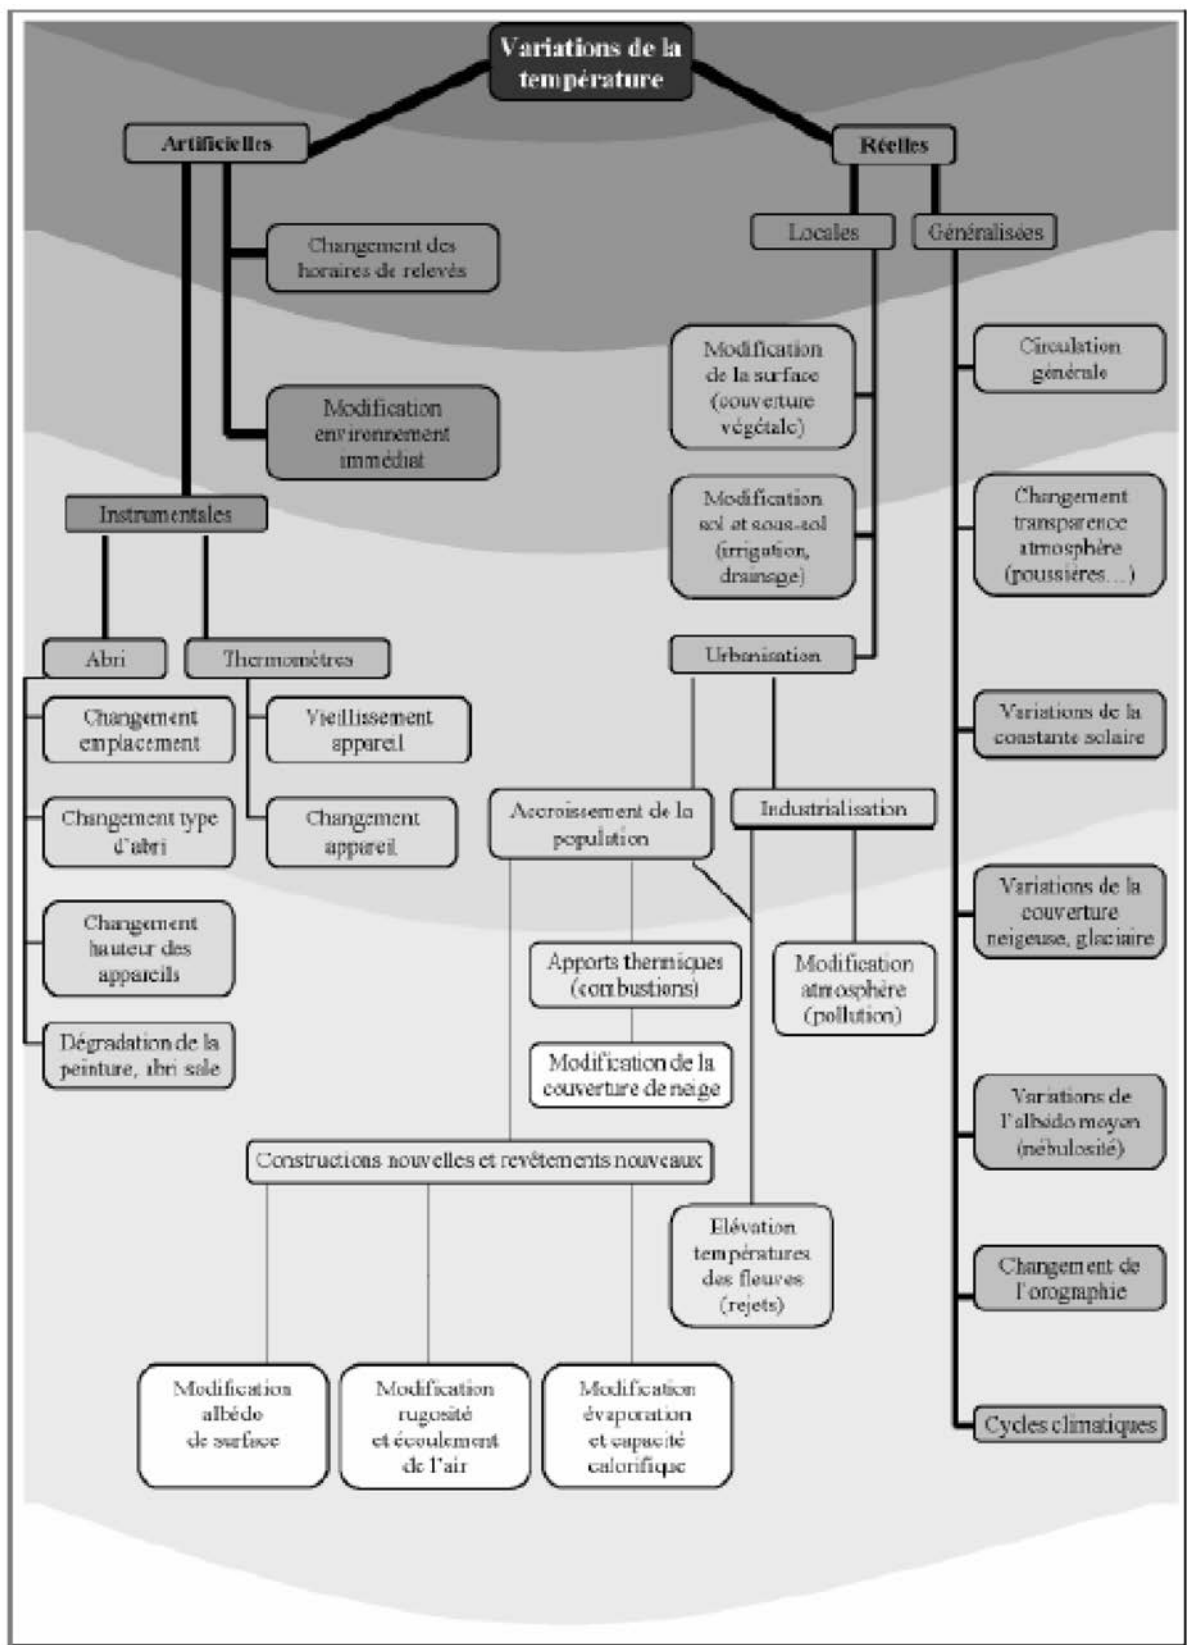 Variations de la
température
Artificielles
Réelles
Changement des
horaires de relevés
Modification
environnement
immédiat
Instrumentales
Abri
Thermomètres
Changement
emplacement
Changement type
d'abri
Changement
hauteur des
appareils
Dégradation de la
peinture, abri sale
Vieillissement
appareil
Changement
appareil
Locales
Généralisées
Modification
de la surface
(couverture
végétale)
Modification
sol et sous-sol
(irrigation,
drainage)
Urbanisation
Accroissement de la
population
Industrialisation
Apports thermiques
(combustions)
Modification
atmosphère
(pollution)
Modification de la
couverture de neige
Constructions nouvelles et revêtements nouveaux
Elévation
températures
des fleuves
(rejets)
Modification
albédo
de surface
Modification
rugosité
et écoulement
de l'air
Modification
évaporation
et capacité
calorifique
Circulation
générale
Changement
transparence
atmosphère
(poussières…)
Variations de la
constante solaire
Variations de la
couverture
neigeuse, glaciaire
Variations de
l'albédo moyen
(nébulosité)
Changement de
l'orographie
Cycles climatiques